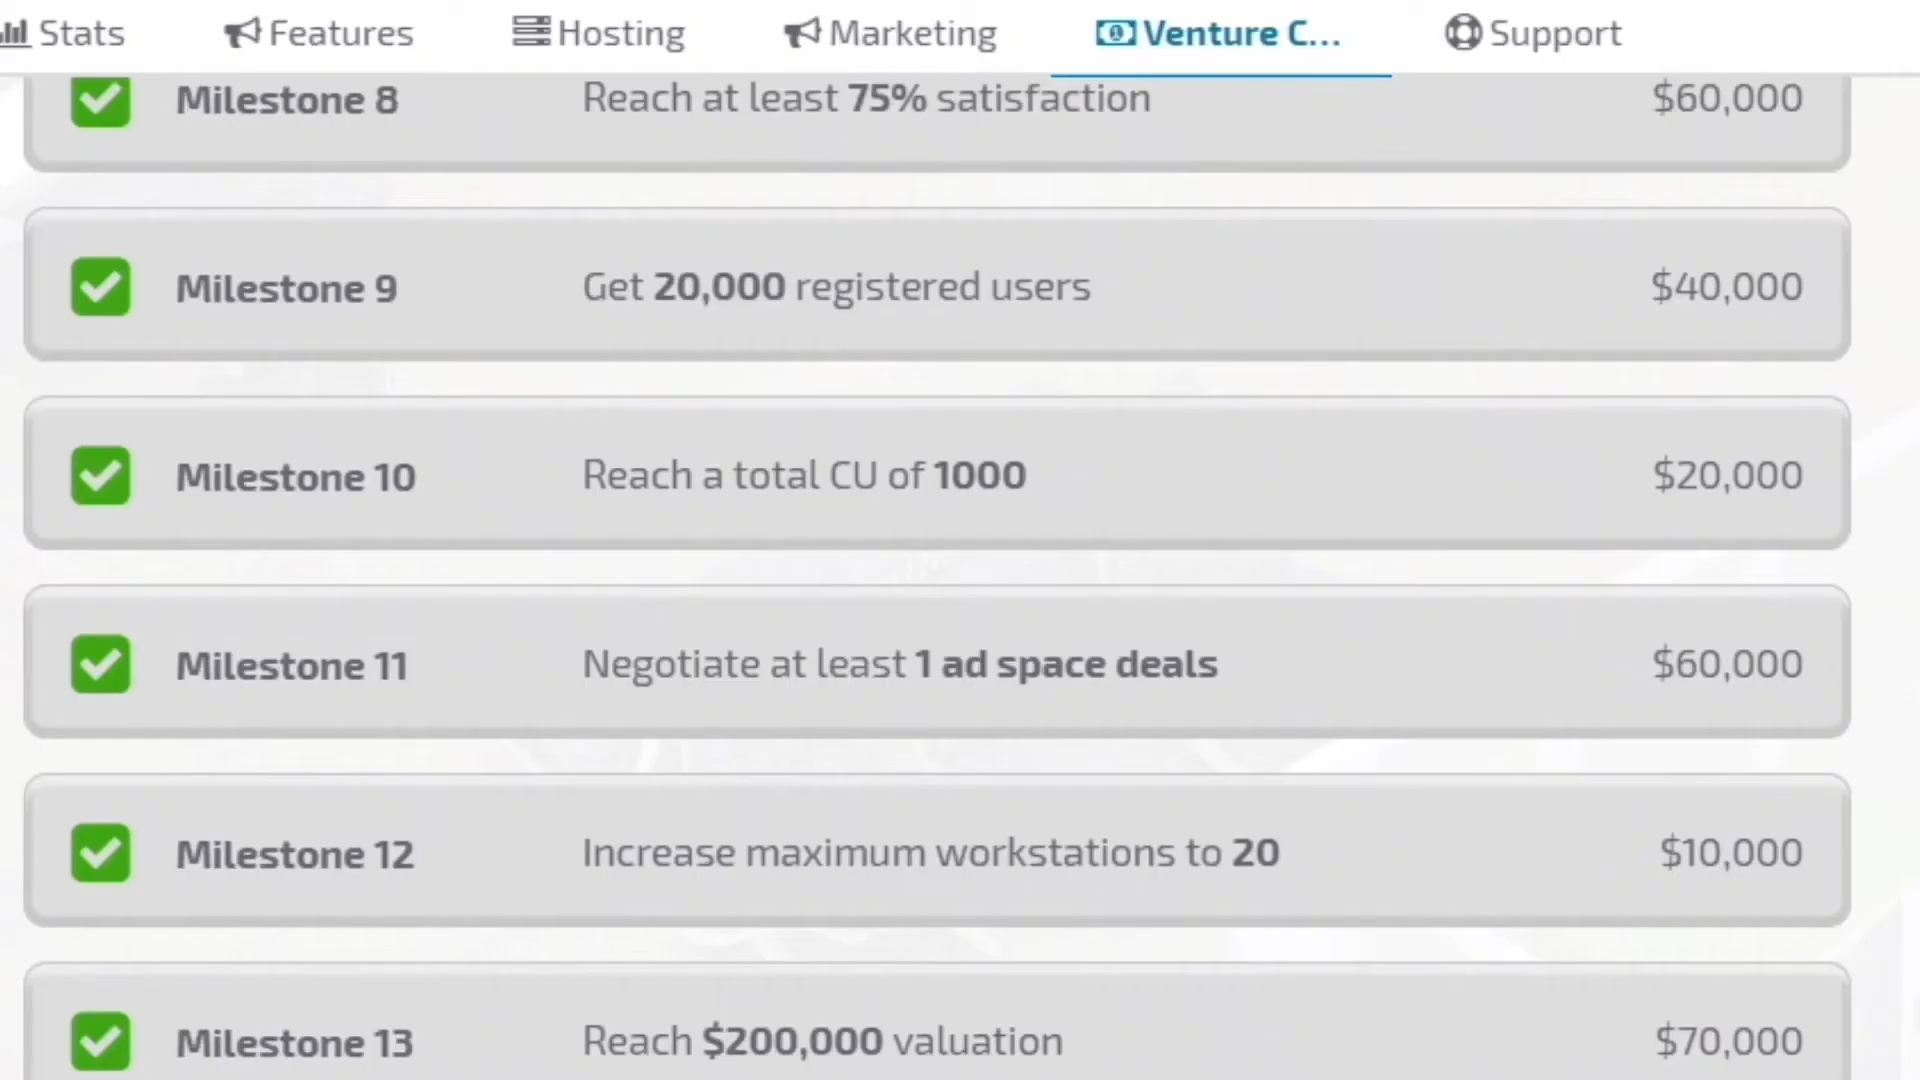 Stats Features Hosting Marketing Venture C... Support
Milestone 8 Reach at least 75% satisfaction $60,000
Milestone 9 Get 20,000 registered users $40,000
Milestone 10 Reach a total CU of 1000 $20,000
Milestone 11 Negotiate at least 1 ad space deals $60,000
Milestone 12 Increase maximum workstations to 20 $10,000
Milestone 13 Reach $200,000 valuation $70,000